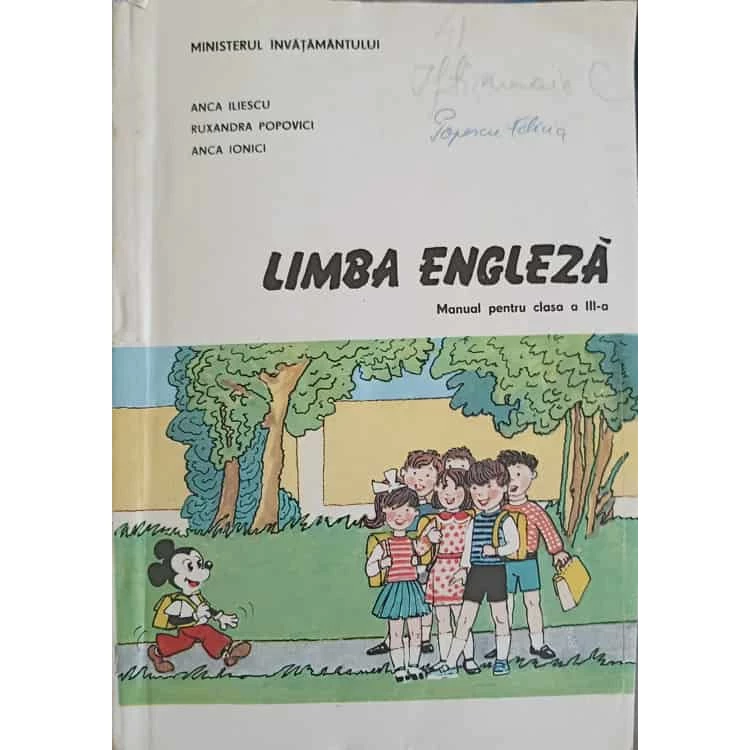 MINISTERUL ÎNVĂȚĂMÂNTULUI
ANCA ILIESCU
RUXANDRA POPOVICI
ANCA IONICI
Popescu Felicia
LIMBA ENGLEZĂ
Manual pentru clasa a III-a